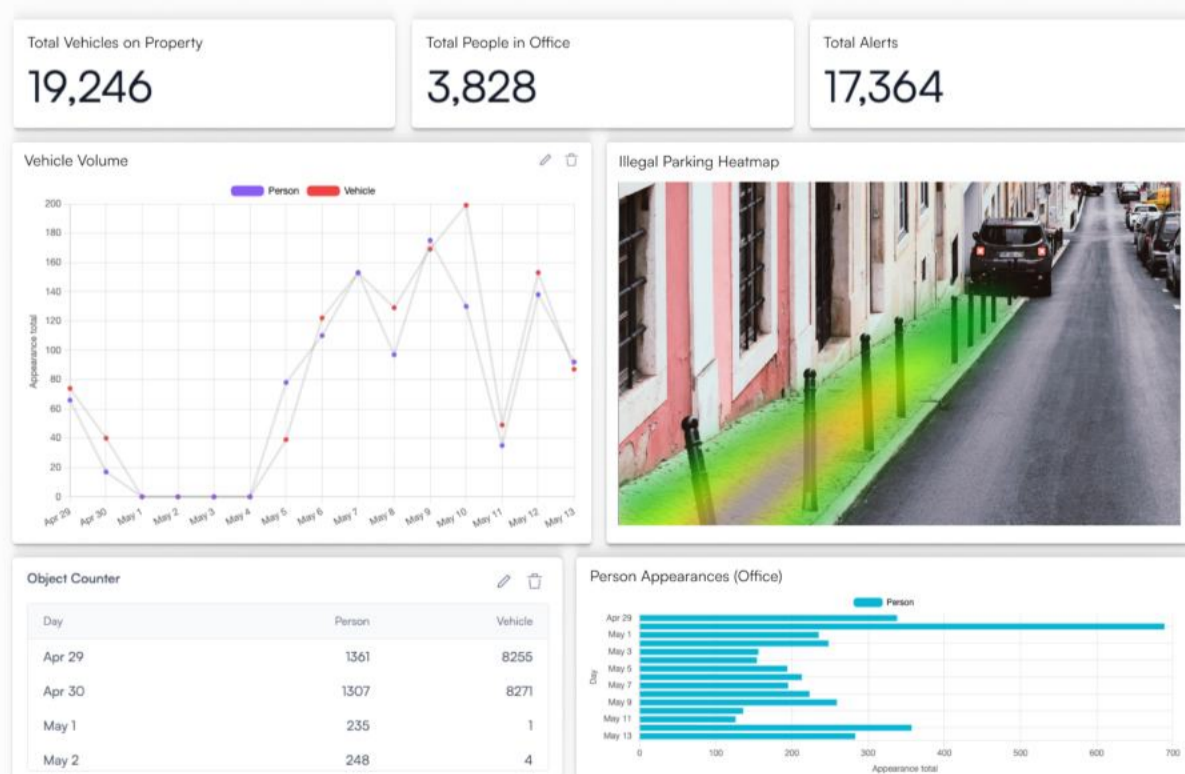 Total Vehicles on Property
19,246
Total People in Office
3,828
Total Alerts
17,364
Vehicle Volume
Person Vehicle
Appearance total
200
180
160
140
120
100
80
60
40
20
0
Apr 29 Apr 30 May 1 May 2 May 3 May 4 May 5 May 6 May 7 May 8 May 9 May 10 May 11 May 12 May 13
Illegal Parking Heatmap
Object Counter
Day Person Vehicle
Apr 29 1361 8255
Apr 30 1307 8271
May 1 235 1
May 2 248 4
Person Appearances (Office)
Person
Day
Apr 29
May 1
May 3
May 5
May 7
May 9
May 11
May 13
0 100 200 300 400 500 600 700
Appearance total